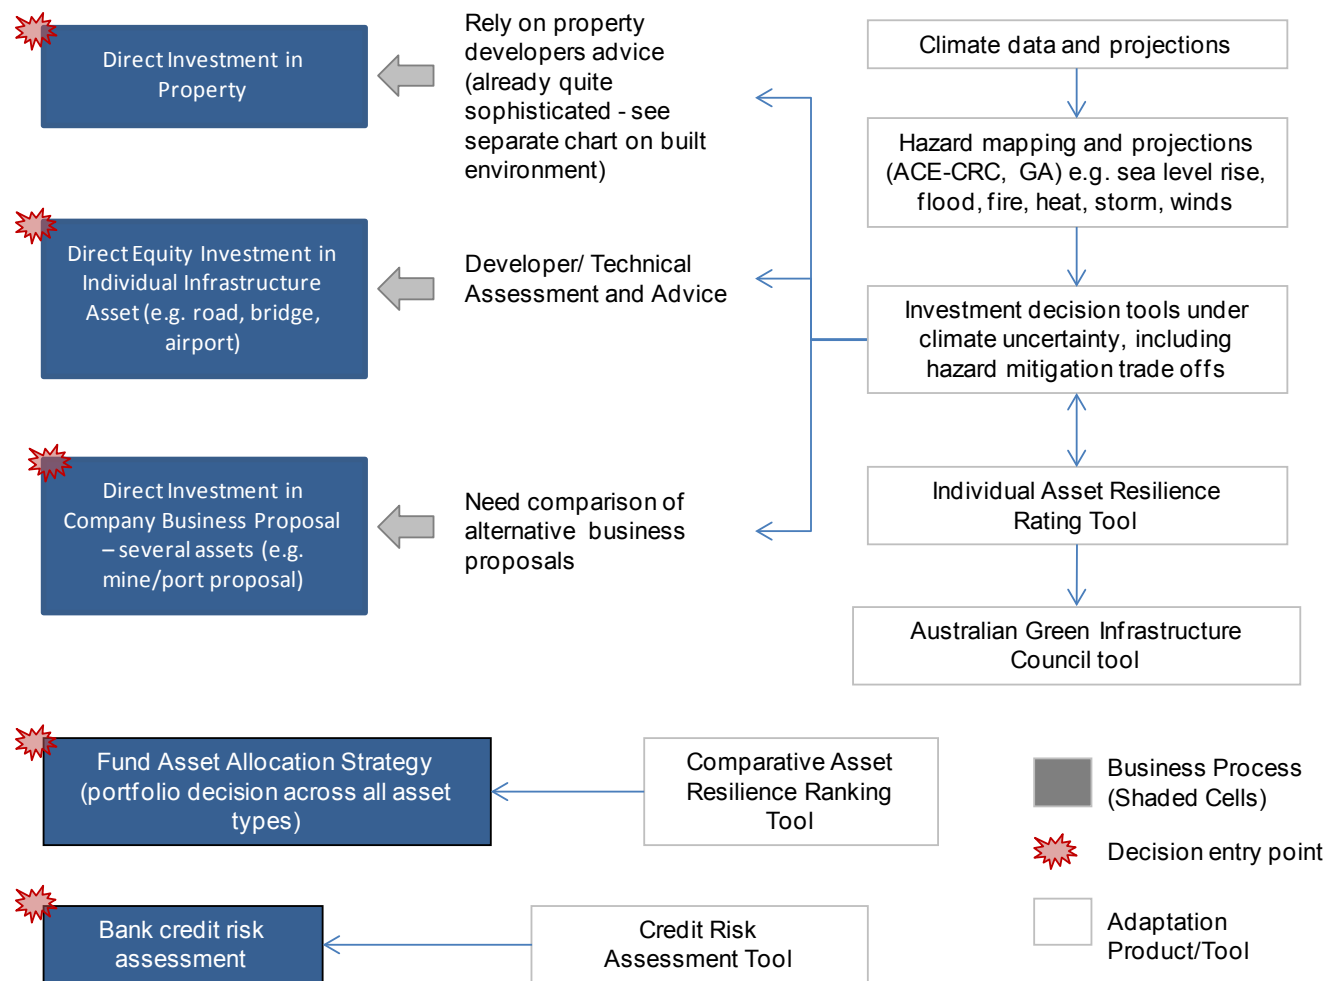 Direct Investment in
Property
Rely on property
developers advice
(already quite
sophisticated - see
separate chart on built
environment)
Climate data and projections
Hazard mapping and projections
(ACE-CRC, GA) e.g. sea level rise,
flood, fire, heat, storm, winds
Direct Equity Investment in
Individual Infrastructure
Asset (e.g. road, bridge,
airport)
Developer/ Technical
Assessment and Advice
Investment decision tools under
climate uncertainty, including
hazard mitigation trade offs
Direct Investment in
Company Business Proposal
– several assets (e.g.
mine/port proposal)
Need comparison of
alternative business
proposals
Individual Asset Resilience
Rating Tool
Australian Green Infrastructure
Council tool
Fund Asset Allocation Strategy
(portfolio decision across all asset
types)
Comparative Asset
Resilience Ranking
Tool
Business Process
(Shaded Cells)
Decision entry point
Bank credit risk
assessment
Credit Risk
Assessment Tool
Adaptation
Product/Tool